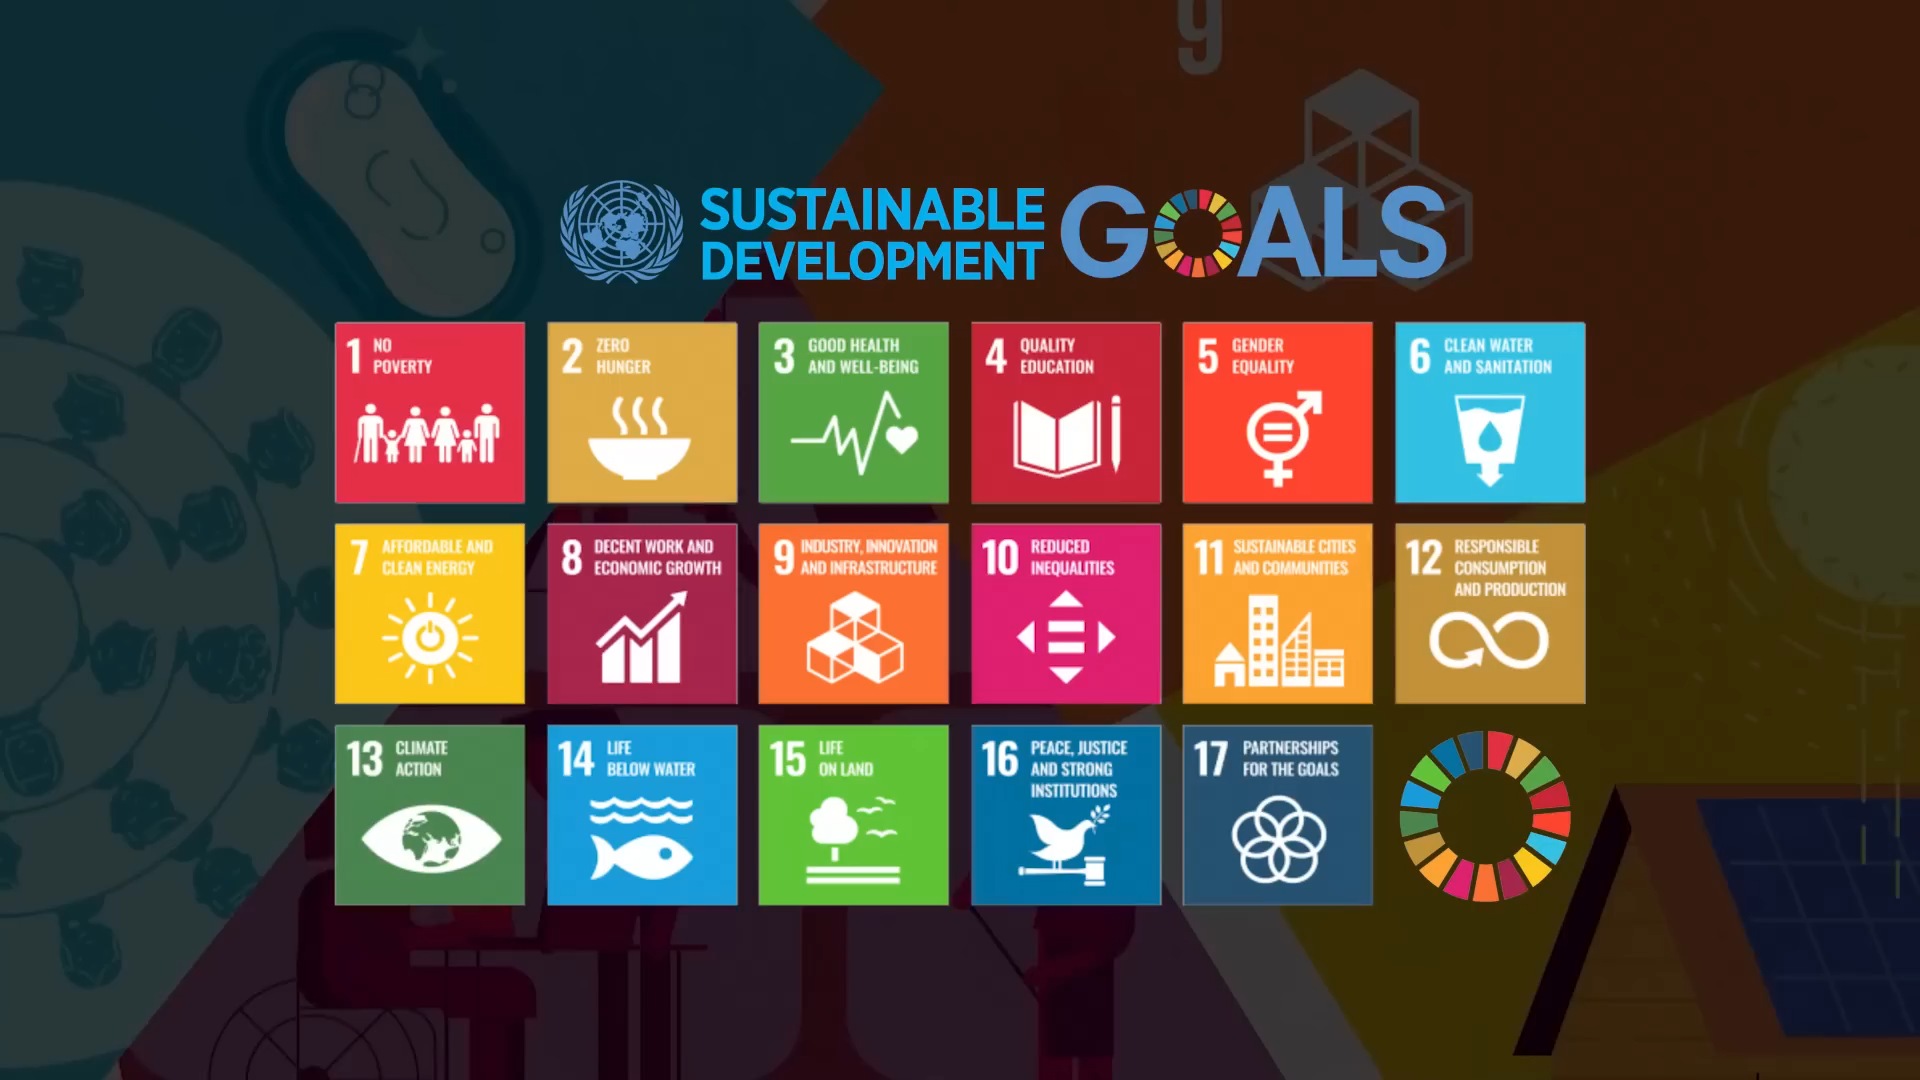 9
SUSTAINABLE
DEVELOPMENT
GOALS
1 NO
POVERTY
2 ZERO
HUNGER
3 GOOD HEALTH
AND WELL-BEING
4 QUALITY
EDUCATION
5 GENDER
EQUALITY
6 CLEAN WATER
AND SANITATION
7 AFFORDABLE AND
CLEAN ENERGY
8 DECENT WORK AND
ECONOMIC GROWTH
9 INDUSTRY, INNOVATION
AND INFRASTRUCTURE
10 REDUCED
INEQUALITIES
11 SUSTAINABLE CITIES
AND COMMUNITIES
12 RESPONSIBLE
CONSUMPTION
AND PRODUCTION
13 CLIMATE
ACTION
14 LIFE
BELOW WATER
15 LIFE
ON LAND
16 PEACE, JUSTICE
AND STRONG
INSTITUTIONS
17 PARTNERSHIPS
FOR THE GOALS